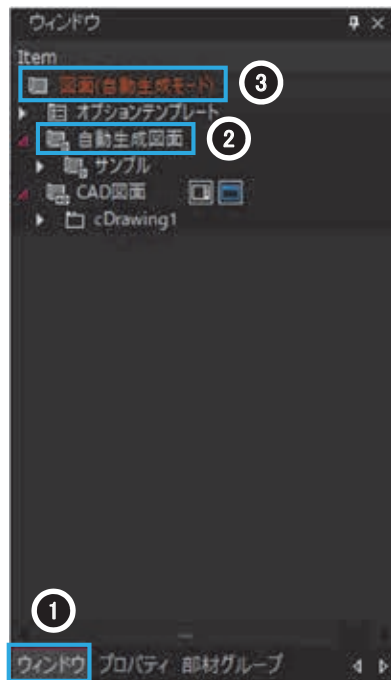 ウィンドウ
Item
図面(自動生成モード) 3
オプションテンプレート
自動生成図面 2
サンプル
CAD図面
cDrawing1
1
ウィンドウ プロパティ 部材グループ